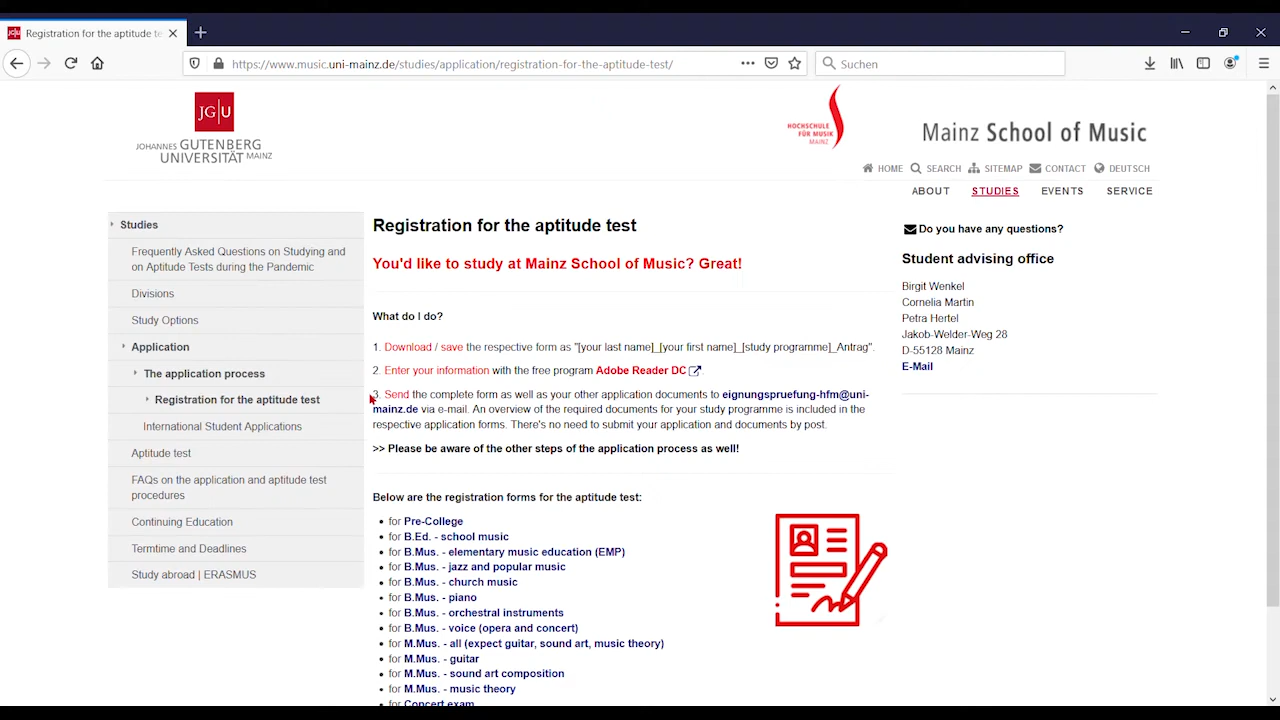 Registration for the aptitude te
https://www.music.uni-mainz.de/studies/application/registration-for-the-aptitude-test/
Suchen
JG|U
JOHANNES GUTENBERG
UNIVERSITÄT MAINZ
HOCHSCHULE
FÜR MUSIK
MAINZ
Mainz School of Music
HOME SEARCH SITEMAP CONTACT DEUTSCH
ABOUT STUDIES EVENTS SERVICE
Studies
Frequently Asked Questions on Studying and
on Aptitude Tests during the Pandemic
Divisions
Study Options
Application
The application process
Registration for the aptitude test
International Student Applications
Aptitude test
FAQs on the application and aptitude test
procedures
Continuing Education
Termtime and Deadlines
Study abroad | ERASMUS
Registration for the aptitude test
You'd like to study at Mainz School of Music? Great!
What do I do?
1. Download / save the respective form as "[your last name]_[your first name]_[study programme]_Antrag".
2. Enter your information with the free program Adobe Reader DC
3. Send the complete form as well as your other application documents to eignungspruefung-hfm@uni-
mainz.de via e-mail. An overview of the required documents for your study programme is included in the
respective application forms. There's no need to submit your application and documents by post.
>> Please be aware of the other steps of the application process as well!
Below are the registration forms for the aptitude test:
• for Pre-College
• for B.Ed. - school music
• for B.Mus. - elementary music education (EMP)
• for B.Mus. - jazz and popular music
• for B.Mus. - church music
• for B.Mus. - piano
• for B.Mus. - orchestral instruments
• for B.Mus. - voice (opera and concert)
• for M.Mus. - all (expect guitar, sound art, music theory)
• for M.Mus. - guitar
• for M.Mus. - sound art composition
• for M.Mus. - music theory
• for Concert exam
Do you have any questions?
Student advising office
Birgit Wenkel
Cornelia Martin
Petra Hertel
Jakob-Welder-Weg 28
D-55128 Mainz
E-Mail